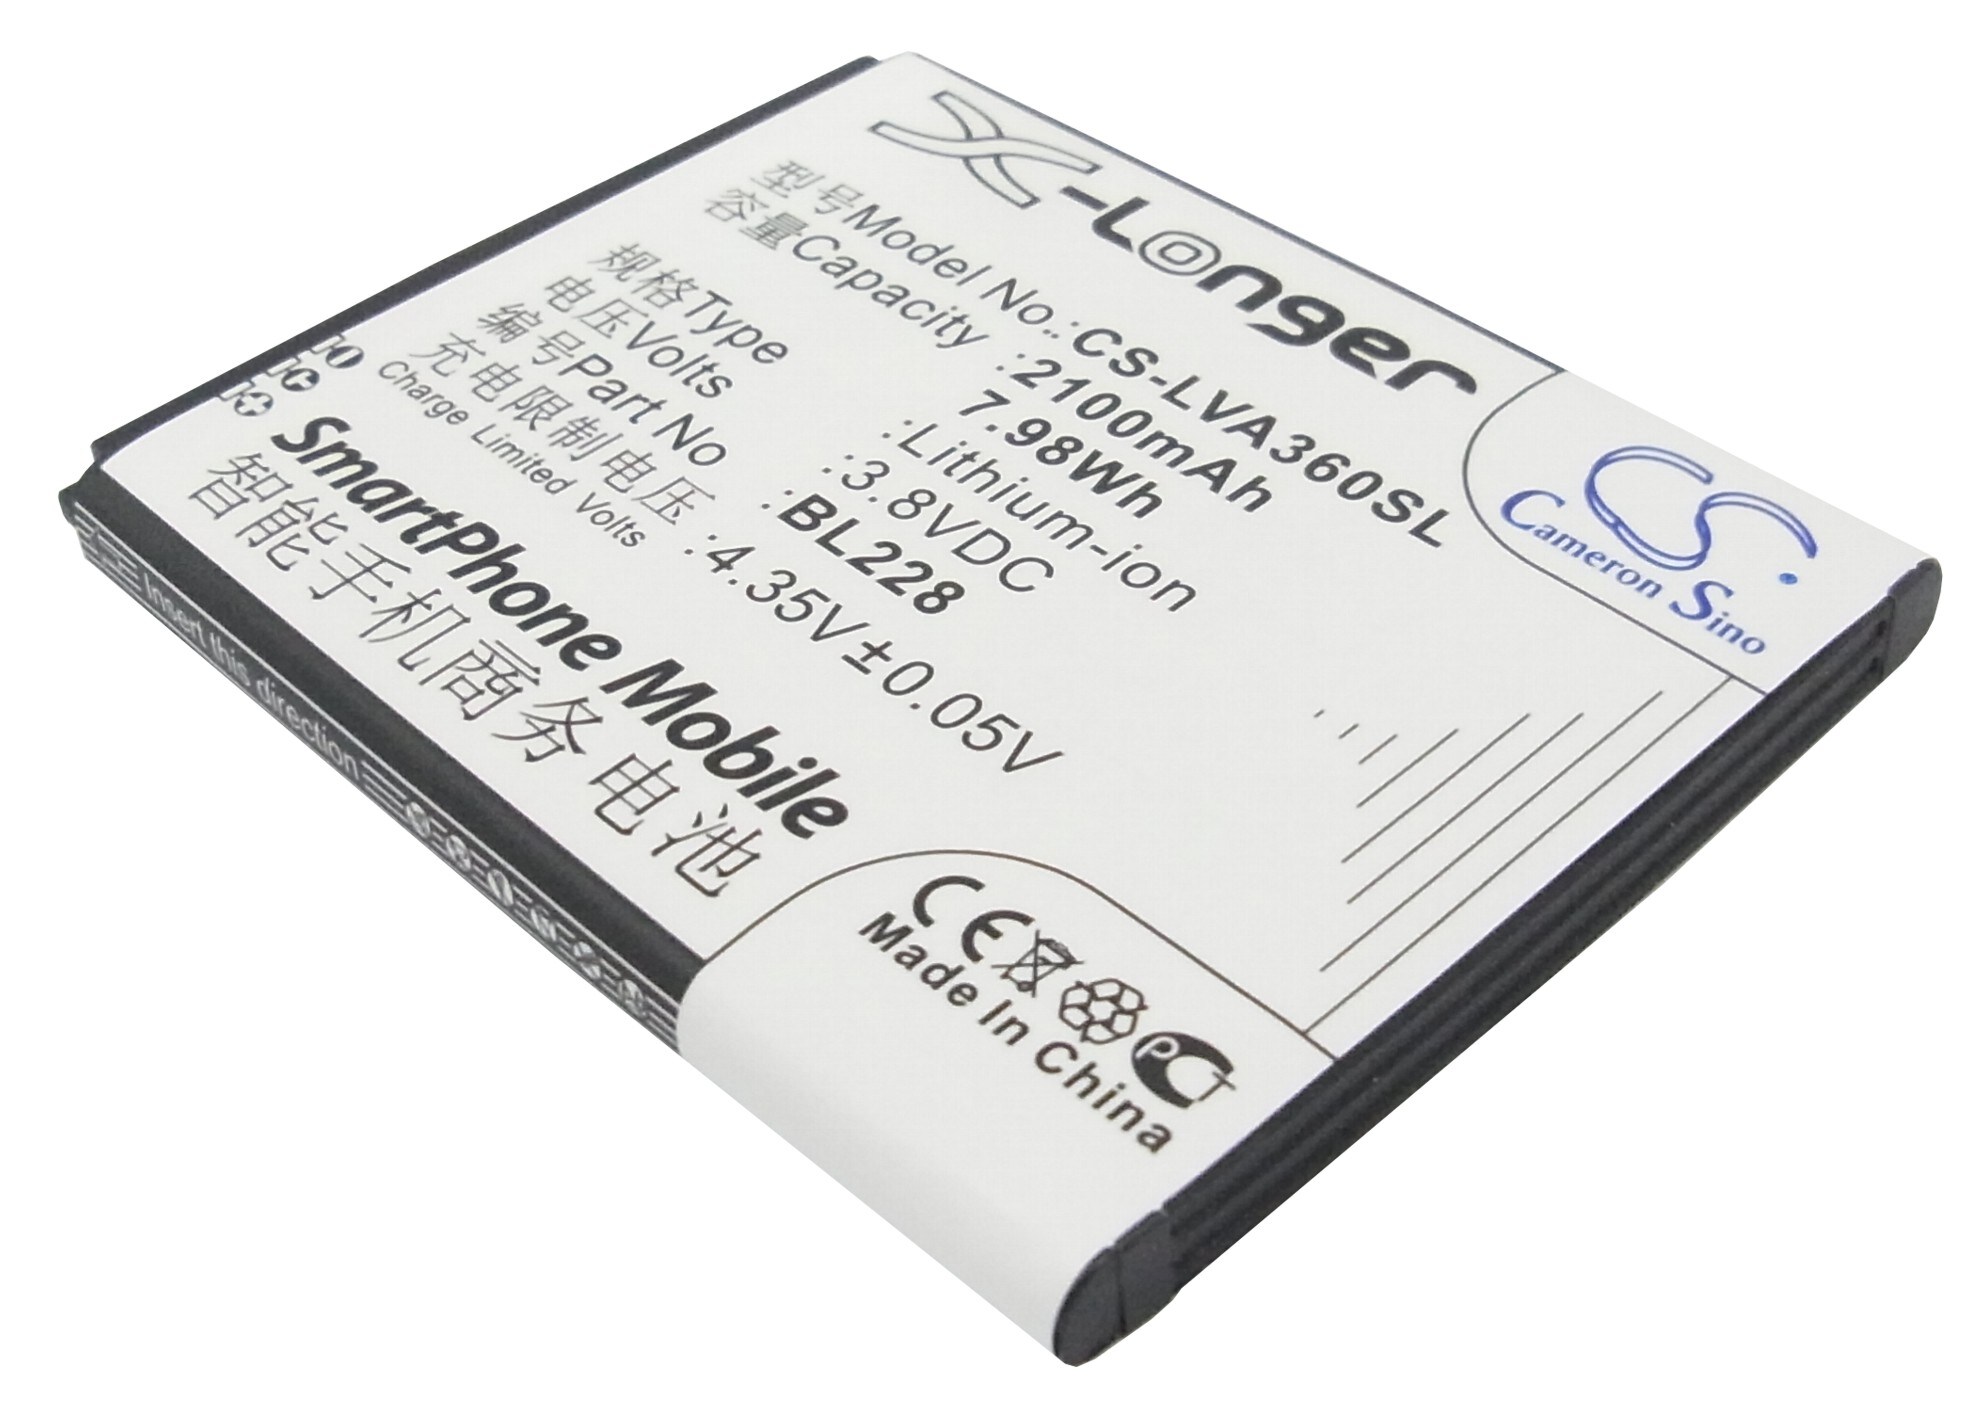 X-Longer
型号Model No.:CS-LVA360SL
容量Capacity :2100mAh
7.98Wh
规格Type :Lithium-ion
电压Volts :3.8VDC
编号Part No :BL228
充电限制电压 :4.35V±0.05V
Charge Limited Volts
SmartPhone Mobile
智能手机商务电池
CS
Cameron Sino
CE
PCT
Made In China
Insert this direction